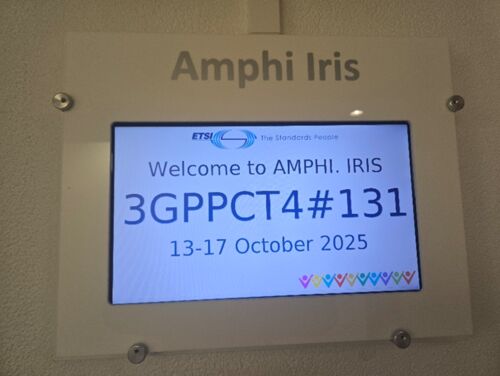 Amphi Iris
ETSI The Standards People
Welcome to AMPHI. IRIS
3GPPCT4#131
13-17 October 2025